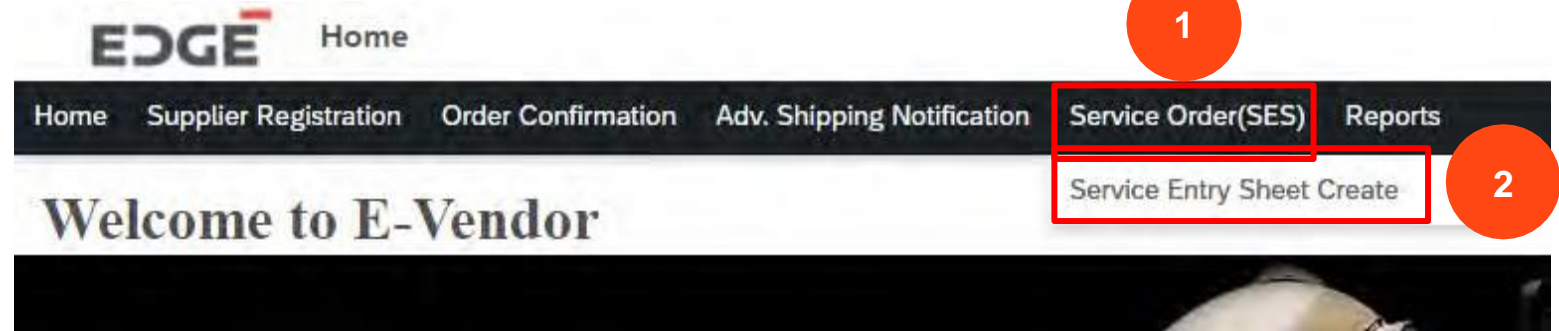 1
EDGE Home
Home Supplier Registration Order Confirmation Adv. Shipping Notification Service Order(SES) Reports
Service Entry Sheet Create 2
Welcome to E-Vendor